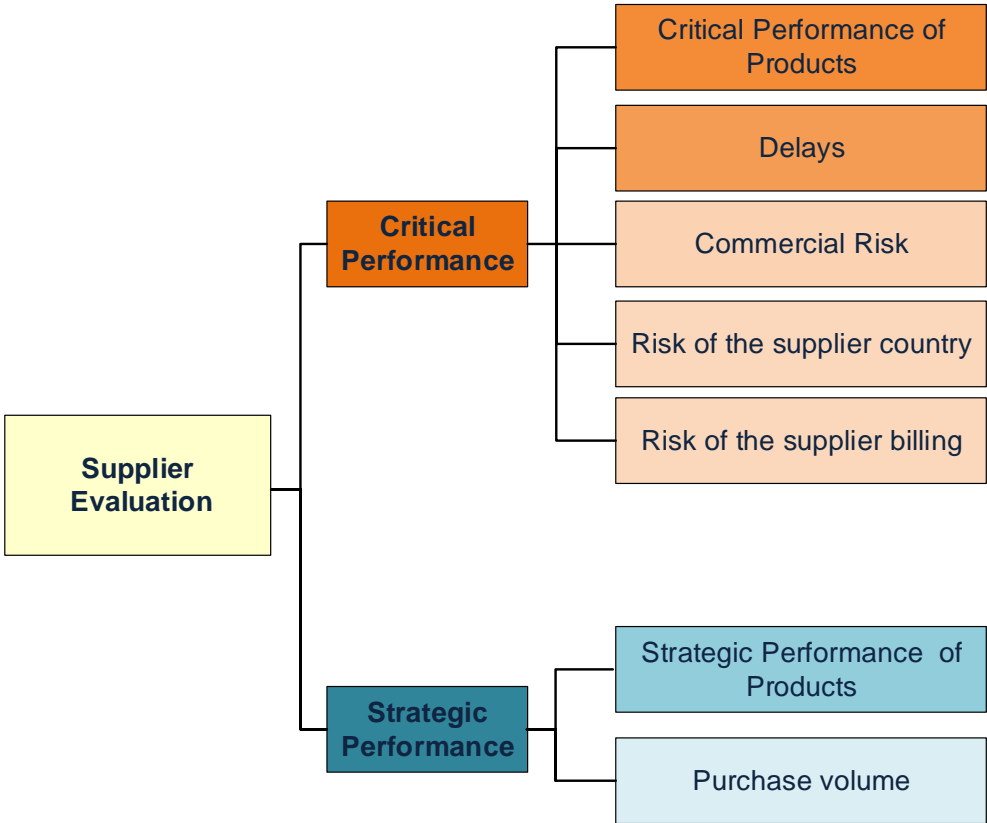 Critical Performance of
Products
Delays
Critical
Performance
Commercial Risk
Risk of the supplier country
Risk of the supplier billing
Supplier
Evaluation
Strategic Performance of
Products
Strategic
Performance
Purchase volume